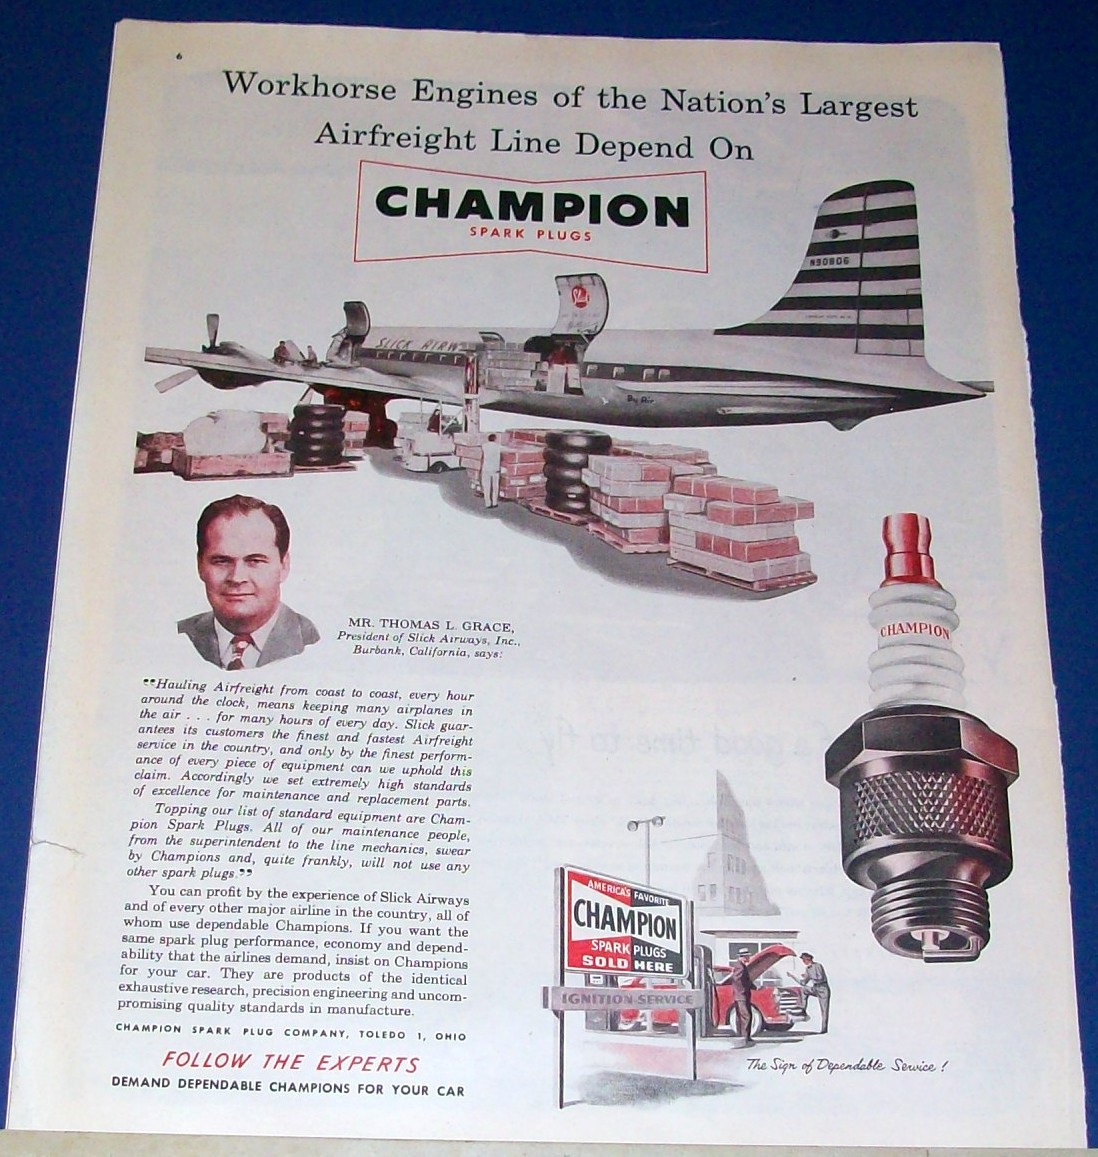 6
Workhorse Engines of the Nation's Largest
Airfreight Line Depend On
CHAMPION
SPARK PLUGS
N90806
Slick
SLICK AIRW
By Air
MR. THOMAS L. GRACE,
President of Slick Airways, Inc.,
Burbank, California, says:
"Hauling Airfreight from coast to coast, every hour
around the clock, means keeping many airplanes in
the air . . . for many hours of every day. Slick guar-
antees its customers the finest and fastest Airfreight
service in the country, and only by the finest perform-
ance of every piece of equipment can we uphold this
claim. Accordingly we set extremely high standards
of excellence for maintenance and replacement parts.
Topping our list of standard equipment are Cham-
pion Spark Plugs. All of our maintenance people,
from the superintendent to the line mechanics, swear
by Champions and, quite frankly, will not use any
other spark plugs."
You can profit by the experience of Slick Airways
and of every other major airline in the country, all of
whom use dependable Champions. If you want the
same spark plug performance, economy and depend-
ability that the airlines demand, insist on Champions
for your car. They are products of the identical
exhaustive research, precision engineering and uncom-
promising quality standards in manufacture.
CHAMPION SPARK PLUG COMPANY, TOLEDO 1, OHIO
FOLLOW THE EXPERTS
DEMAND DEPENDABLE CHAMPIONS FOR YOUR CAR
CHAMPION
AMERICA'S FAVORITE
CHAMPION
SPARK PLUGS
SOLD HERE
IGNITION SERVICE
The Sign of Dependable Service!